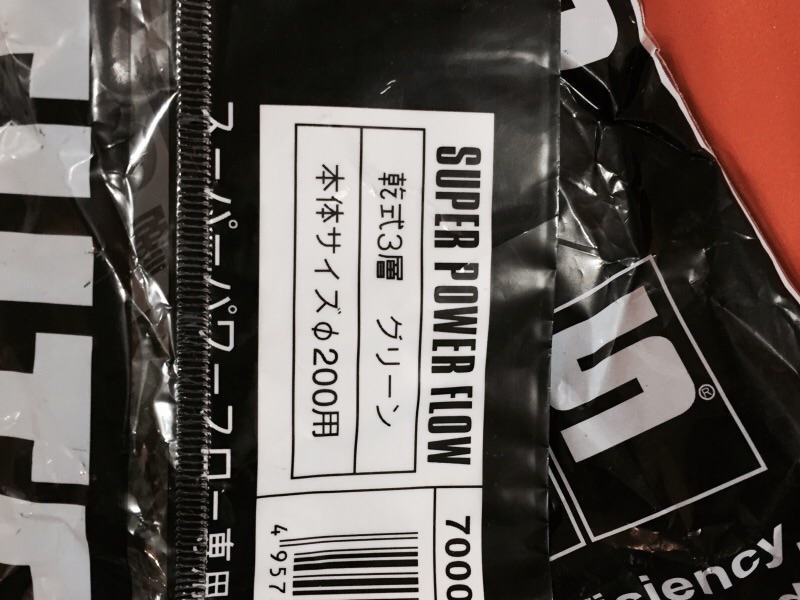 SUPER POWER FLOW
乾式3層 グリーン
本体サイズφ200用
7000
4 957
スーパーパワーフロー専用
S®
iciency